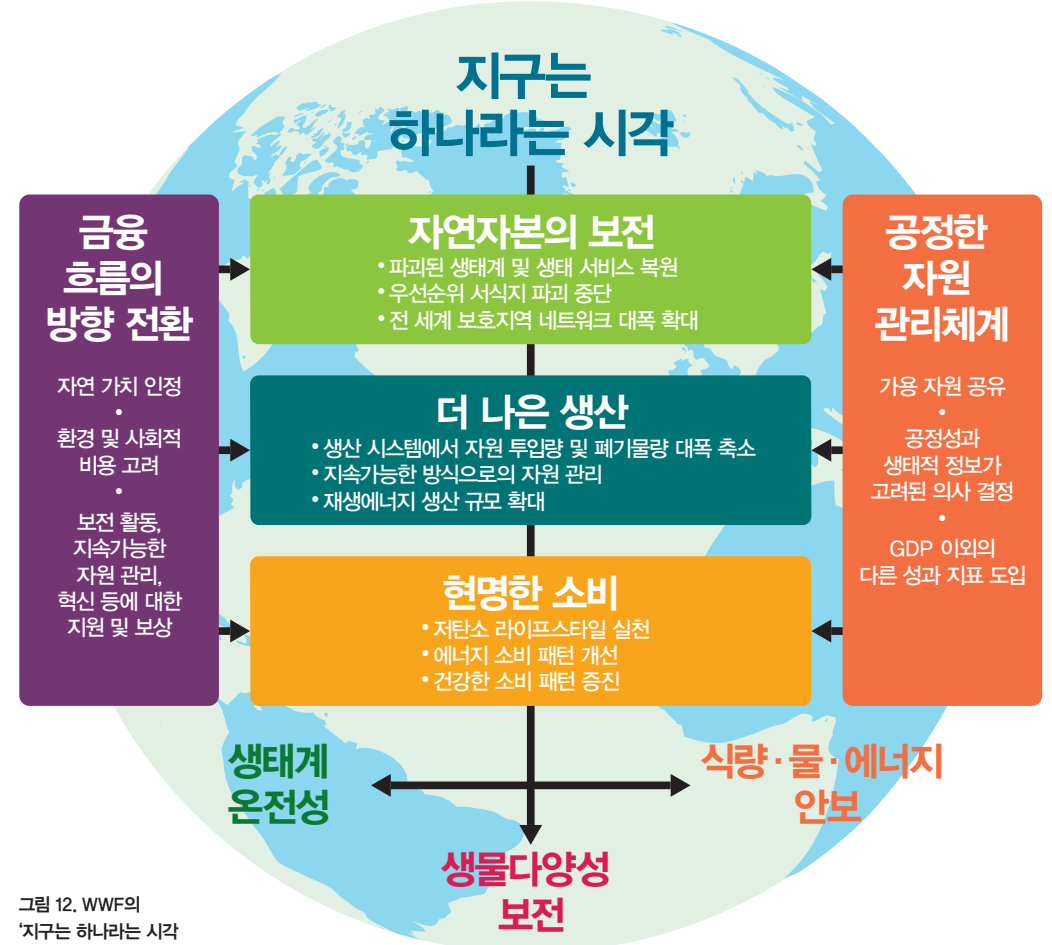 지구는
하나라는 시각
금융
흐름의
방향 전환
자연 가치 인정
•
환경 및 사회적
비용 고려
•
보전 활동,
지속가능한
자원 관리,
혁신 등에 대한
지원 및 보상
자연자본의 보전
• 파괴된 생태계 및 생태 서비스 복원
• 우선순위 서식지 파괴 중단
• 전 세계 보호지역 네트워크 대폭 확대
더 나은 생산
• 생산 시스템에서 자원 투입량 및 폐기물량 대폭 축소
• 지속가능한 방식으로의 자원 관리
• 재생에너지 생산 규모 확대
현명한 소비
• 저탄소 라이프스타일 실천
• 에너지 소비 패턴 개선
• 건강한 소비 패턴 증진
공정한
자원
관리체계
가용 자원 공유
•
공정성과
생태적 정보가
고려된 의사 결정
•
GDP 이외의
다른 성과 지표 도입
생태계
온전성
식량·물·에너지
안보
생물다양성
보전
그림 12. WWF의
‘지구는 하나라는 시각